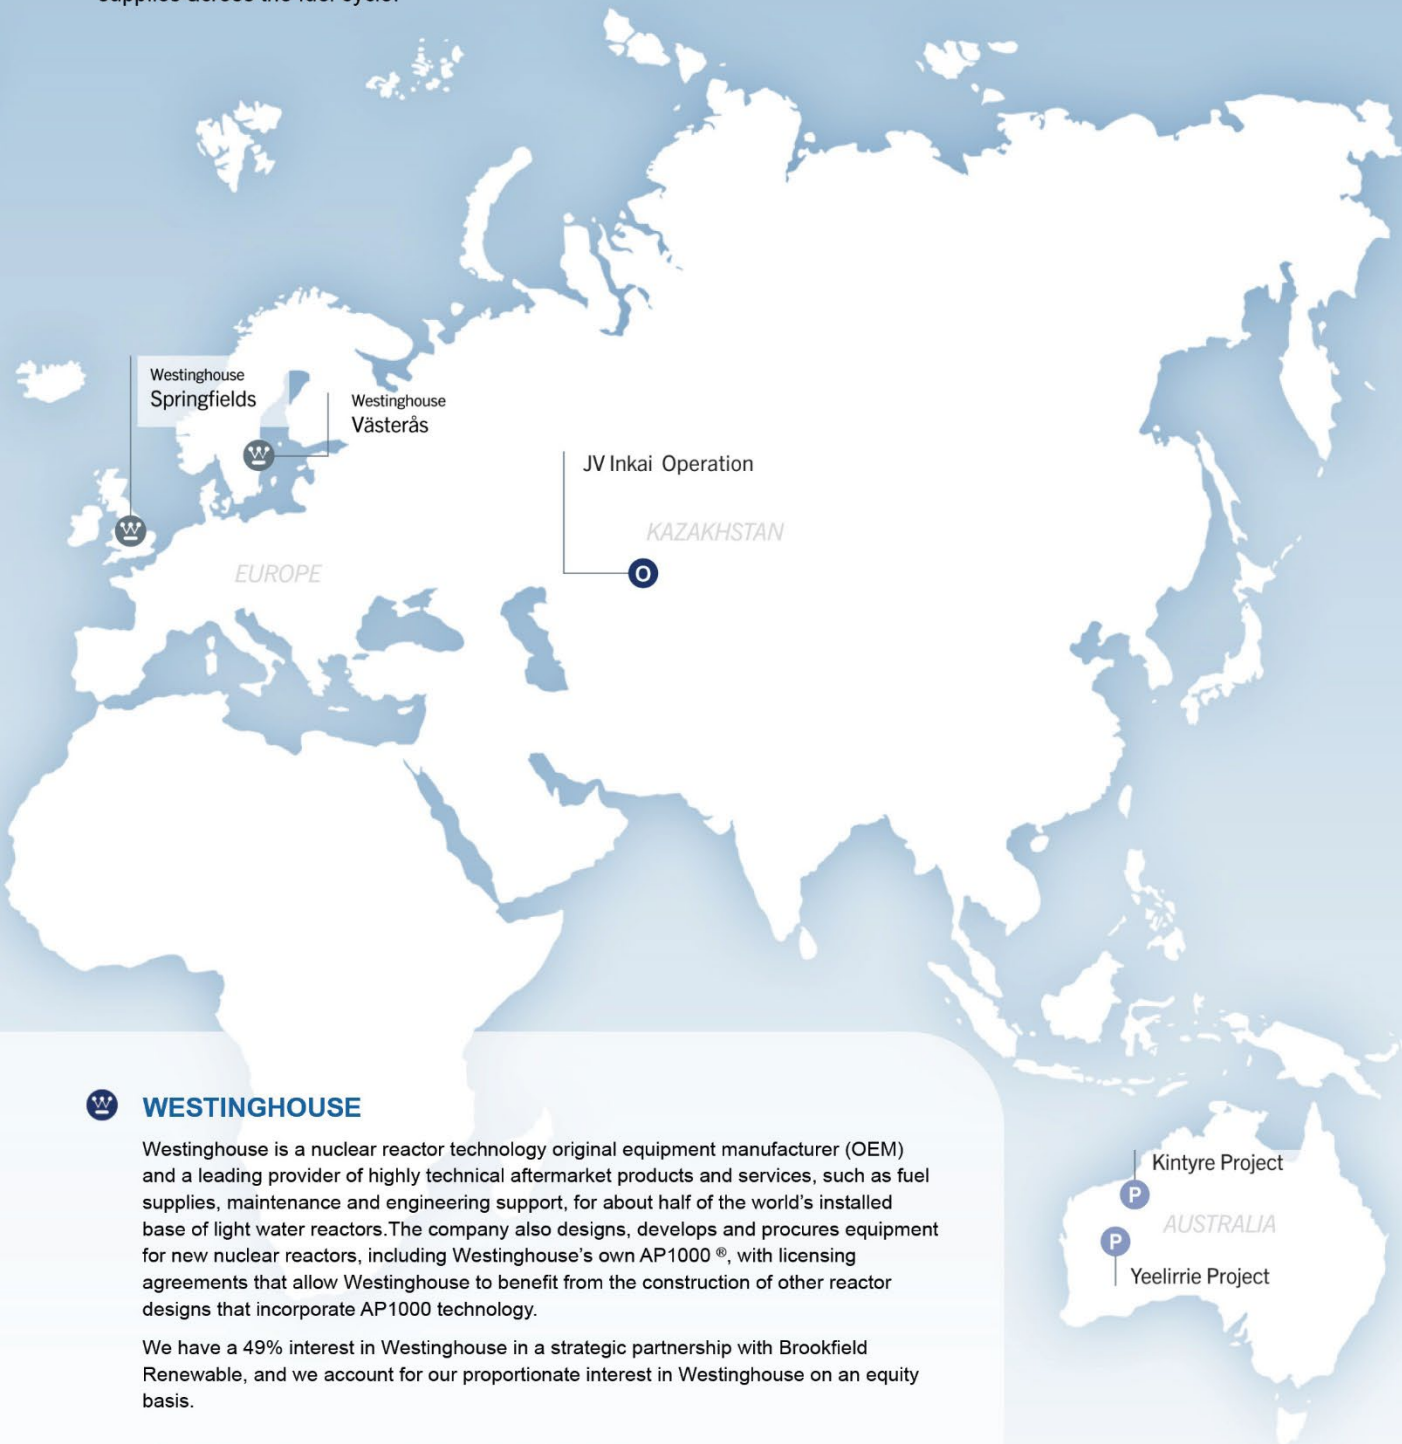 supplies across the fuel cycle.
Westinghouse
Springfields
Westinghouse
Västerås
JV Inkai Operation
KAZAKHSTAN
O
EUROPE
WESTINGHOUSE
Westinghouse is a nuclear reactor technology original equipment manufacturer (OEM)
and a leading provider of highly technical aftermarket products and services, such as fuel
supplies, maintenance and engineering support, for about half of the world's installed
base of light water reactors.The company also designs, develops and procures equipment
for new nuclear reactors, including Westinghouse's own AP1000 ®, with licensing
agreements that allow Westinghouse to benefit from the construction of other reactor
designs that incorporate AP1000 technology.
We have a 49% interest in Westinghouse in a strategic partnership with Brookfield
Renewable, and we account for our proportionate interest in Westinghouse on an equity
basis.
Kintyre Project
P
AUSTRALIA
P
Yeelirrie Project